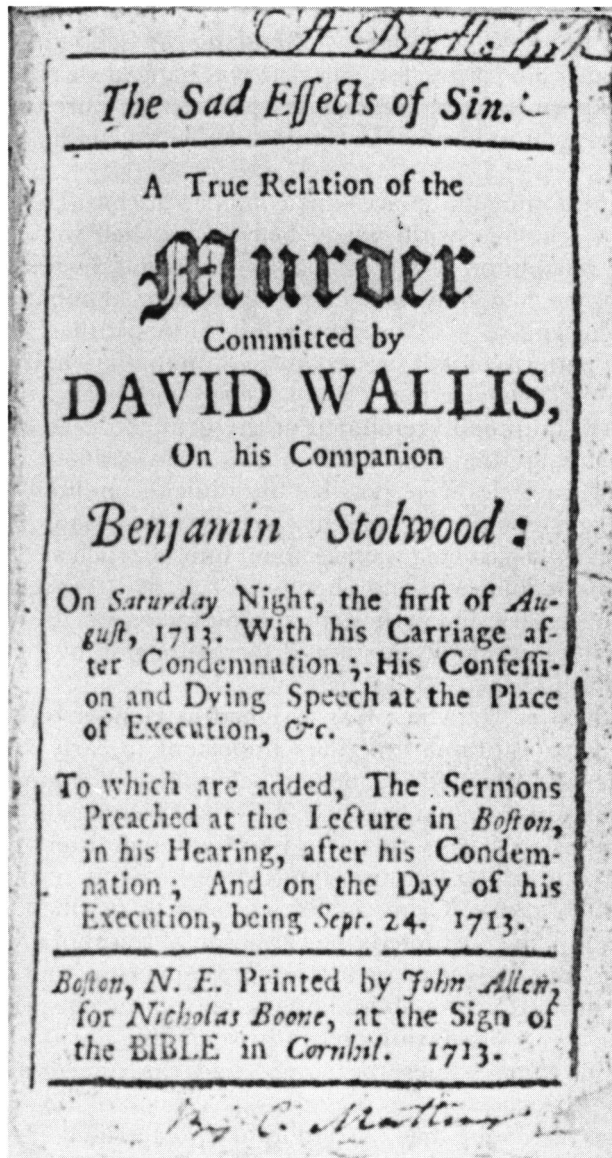 The Sad Effects of Sin.
A True Relation of the
Murder
Committed by
DAVID WALLIS,
On his Companion
Benjamin Stolwood:
On Saturday Night, the firſt of Au-
guſt, 1713. With his Carriage af-
ter Condemnation; His Confeſſi-
on and Dying Speech at the Place
of Execution, &c.
To which are added, The Sermons
Preached at the Lecture in Boſton,
in his Hearing, after his Condem-
nation; And on the Day of his
Execution, being Sept. 24. 1713.
Boſton, N. E. Printed by John Allen,
for Nicholas Boone, at the Sign of
the BIBLE in Cornhil. 1713.
By C. Mather